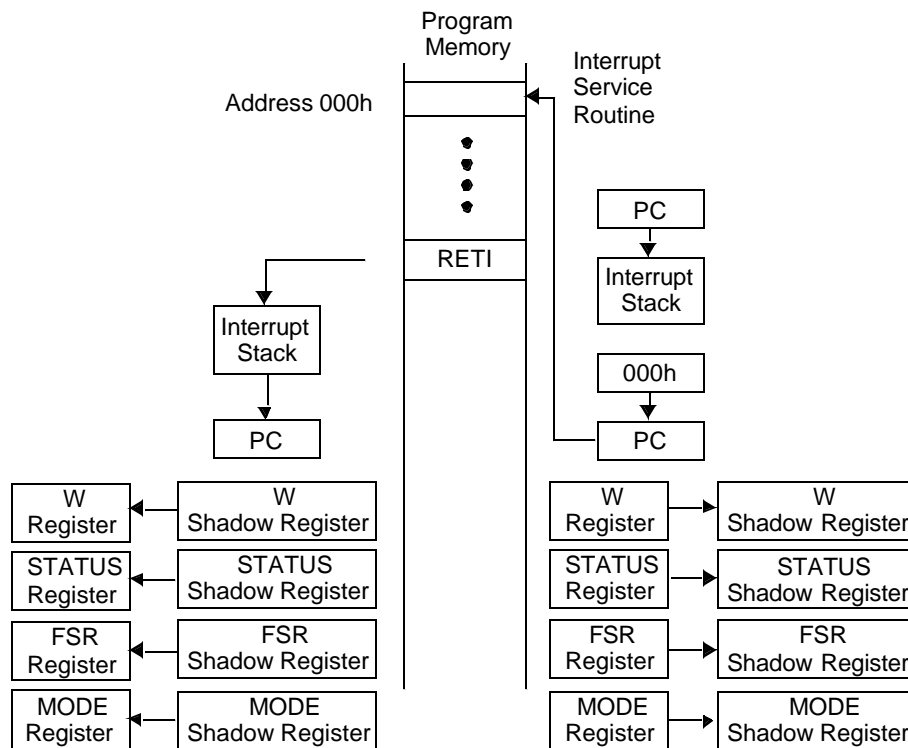 Program
Memory
Interrupt
Service
Routine
Address 000h
PC
RETI
Interrupt
Stack
Interrupt
Stack
000h
PC
PC
W
Register
W
Shadow Register
W
Register
W
Shadow Register
STATUS
Register
STATUS
Shadow Register
STATUS
Register
STATUS
Shadow Register
FSR
Register
FSR
Shadow Register
FSR
Register
FSR
Shadow Register
MODE
Register
MODE
Shadow Register
MODE
Register
MODE
Shadow Register